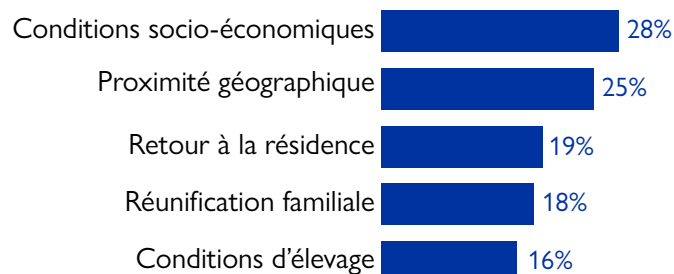 Conditions socio-économiques 28%
Proximité géographique 25%
Retour à la résidence 19%
Réunification familiale 18%
Conditions d'élevage 16%